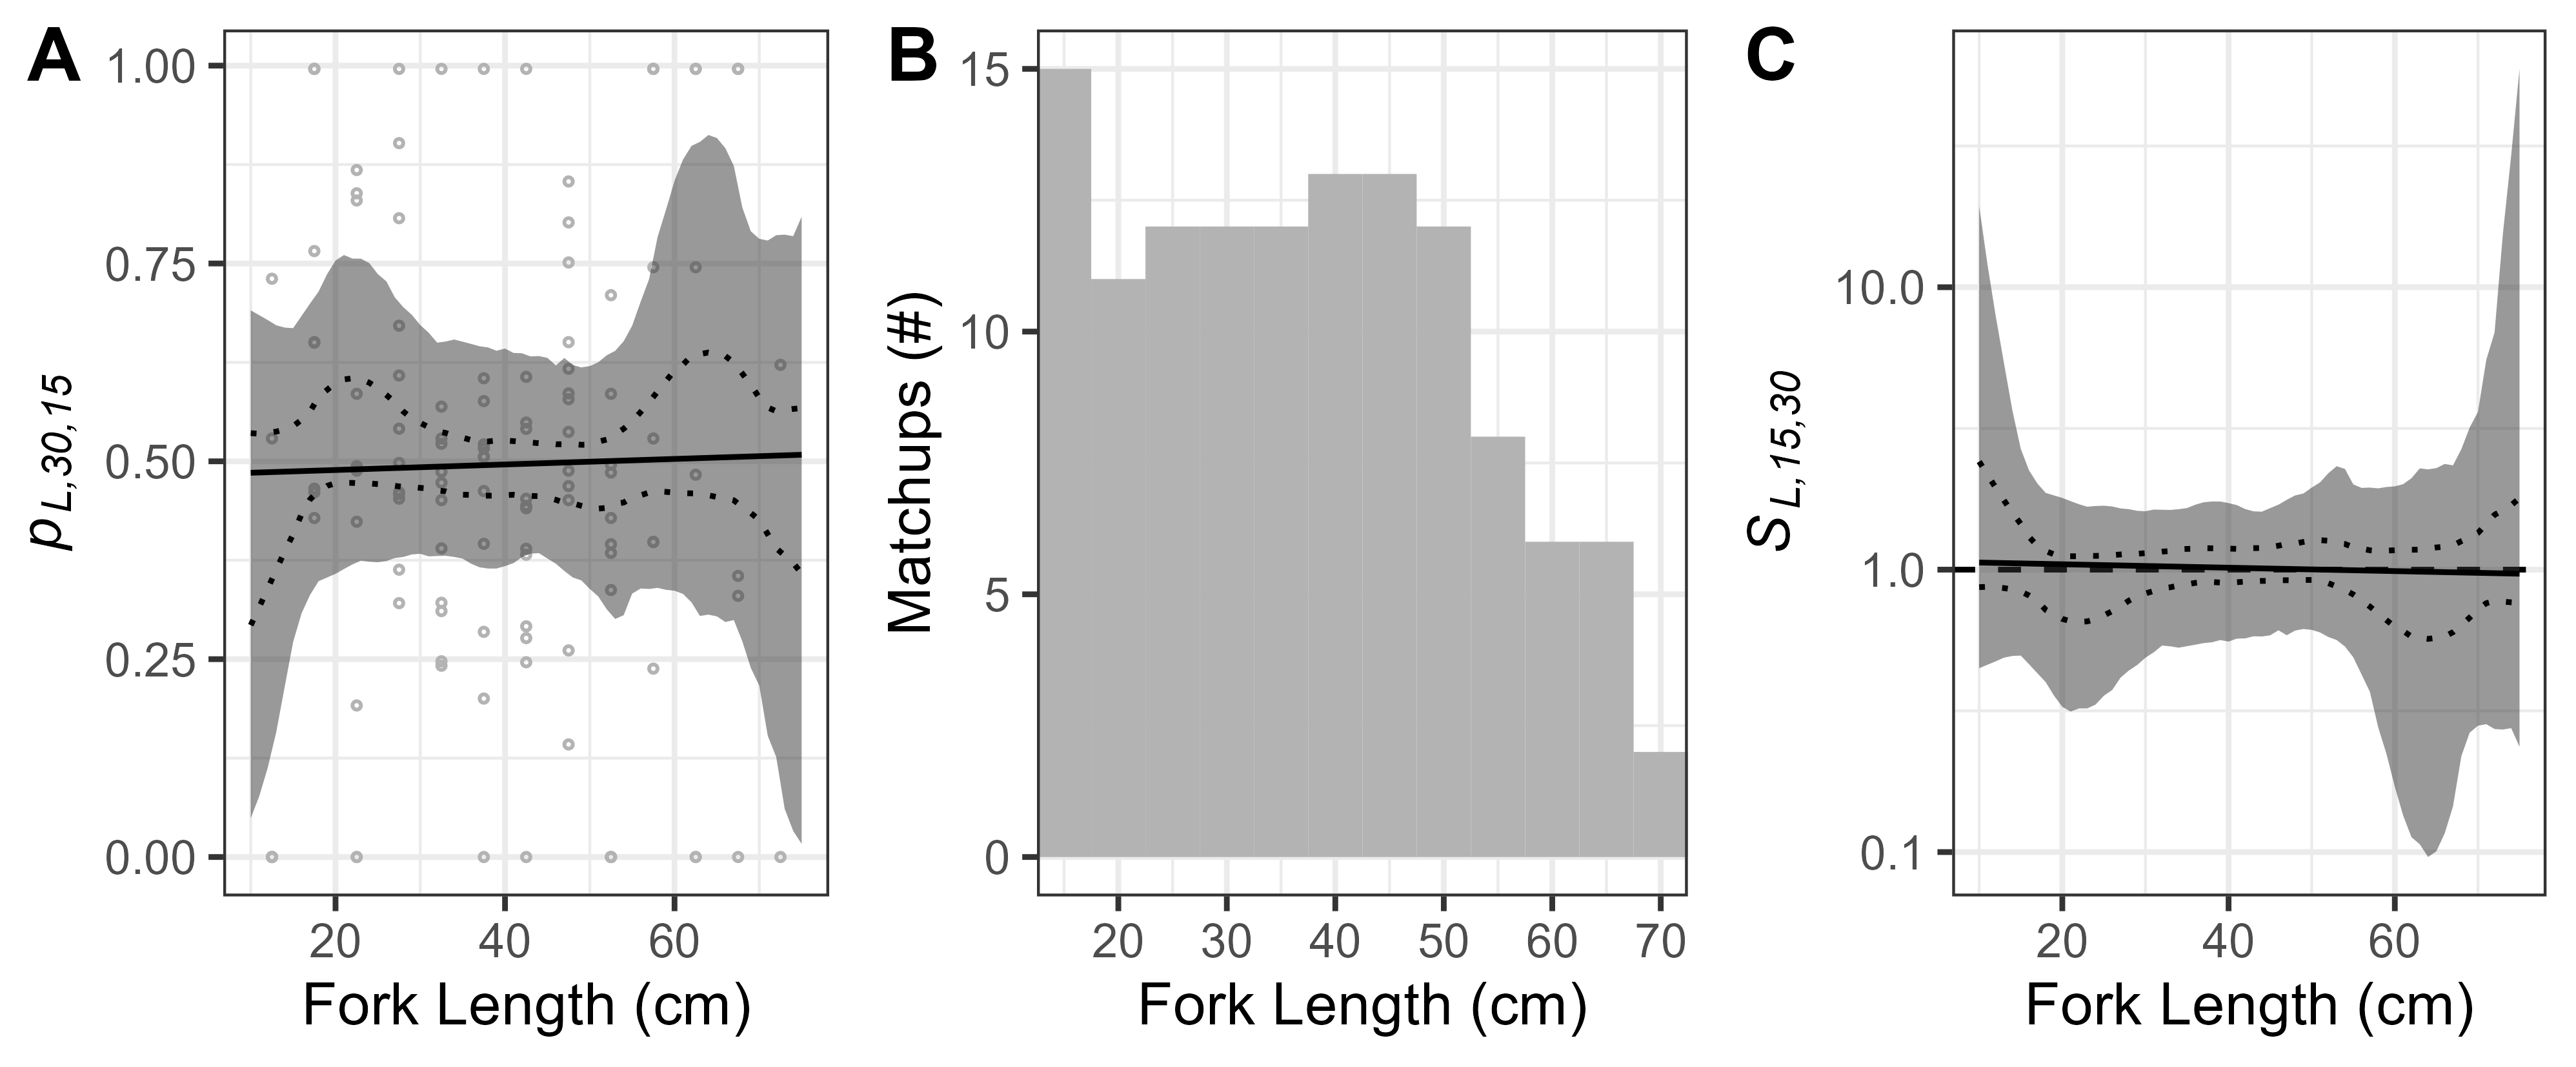 A
1.00
0.75
0.50
0.25
0.00
p L,30,15
20 40 60
Fork Length (cm)
B
15
10
5
0
Matchups (#)
20 30 40 50 60 70
Fork Length (cm)
C
10.0
1.0
0.1
S L,15,30
20 40 60
Fork Length (cm)